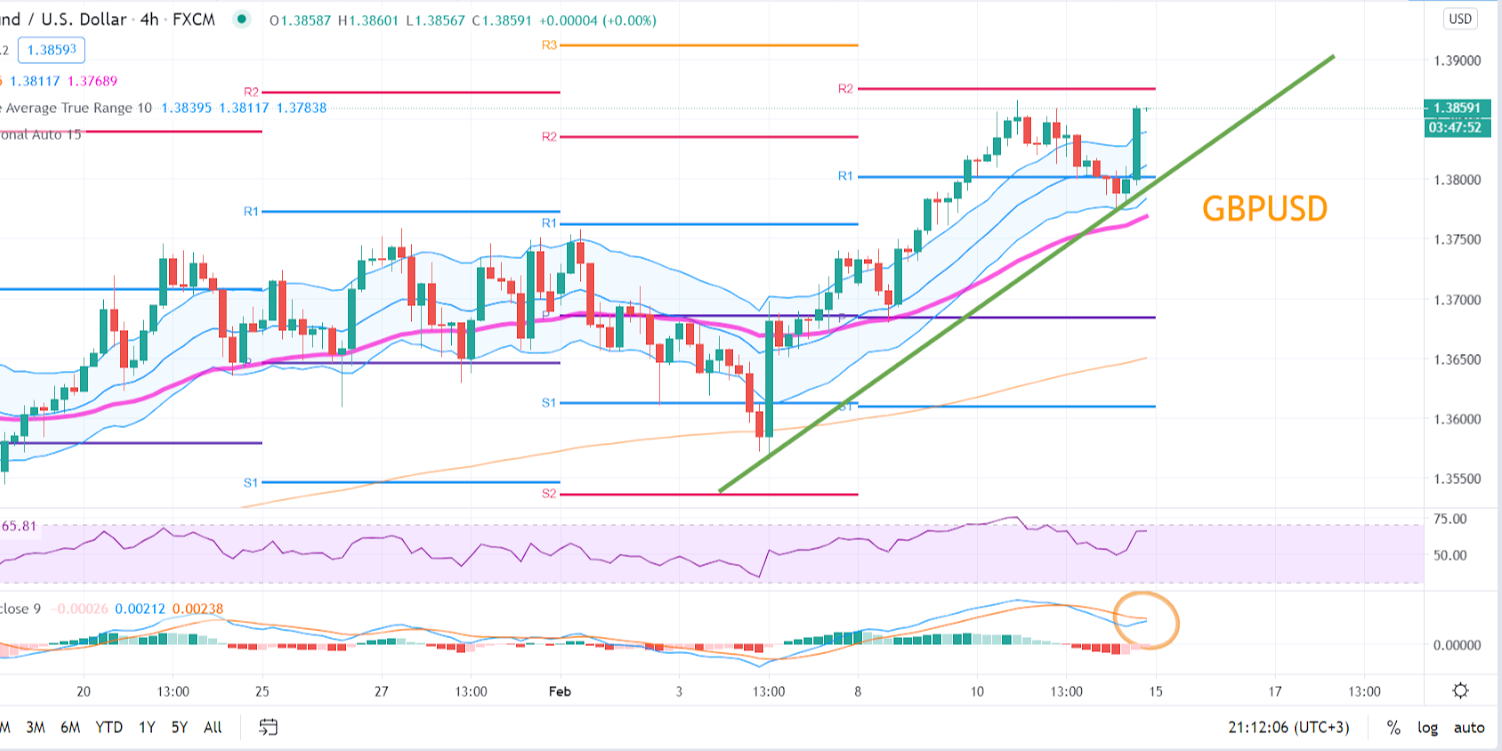 nd / U.S. Dollar · 4h · FXCM O1.38587 H1.38601 L1.38567 C1.38591 +0.00004 (+0.00%)
USD
.2 1.38593
R3
1.39000
6 1.38117 1.37689
R2
R2
e Average True Range 10 1.38395 1.38117 1.37838
1.38591
03:47:52
onal Auto 15
R2
R1
1.38000
GBPUSD
R1
R1
1.37500
1.37000
P
P
P
1.36500
S1
S1
1.36000
S1
S2
1.35500
65.81
75.00
50.00
close 9 -0.00026 0.00212 0.00238
0.00000
20 13:00 25 27 13:00 Feb 3 13:00 8 10 13:00 15 17 13:00
M 3M 6M YTD 1Y 5Y All
21:12:06 (UTC+3) % log auto